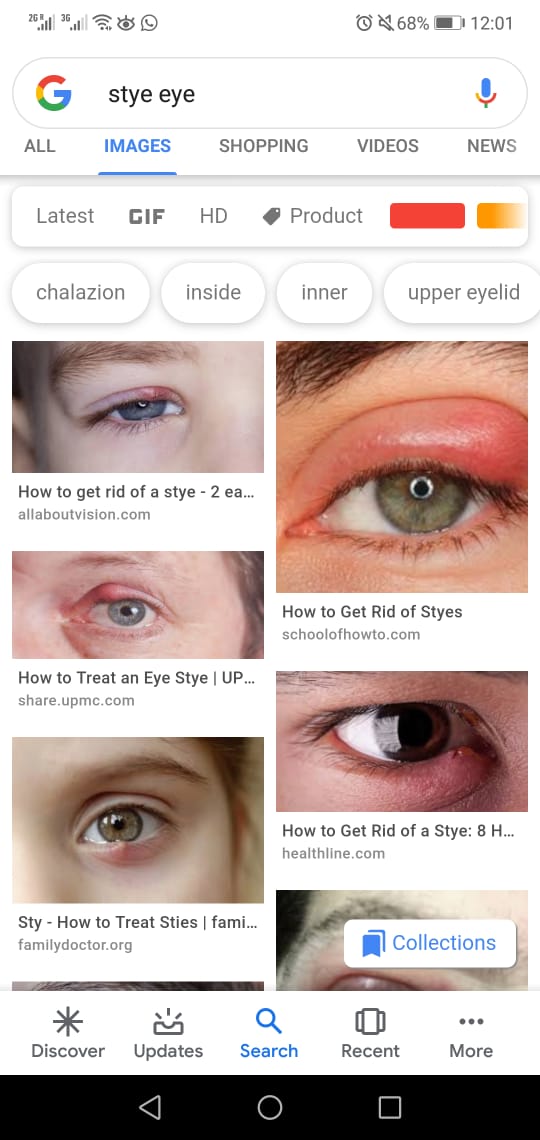 2G R 3G 68% 12:01
stye eye
ALL IMAGES SHOPPING VIDEOS NEWS
Latest GIF HD Product
chalazion inside inner upper eyelid
How to get rid of a stye - 2 ea...
allaboutvision.com
How to Get Rid of Styes
schoolofhowto.com
How to Treat an Eye Stye | UP...
share.upmc.com
How to Get Rid of a Stye: 8 H...
healthline.com
Sty - How to Treat Sties | fami...
familydoctor.org
Collections
Discover Updates Search Recent More